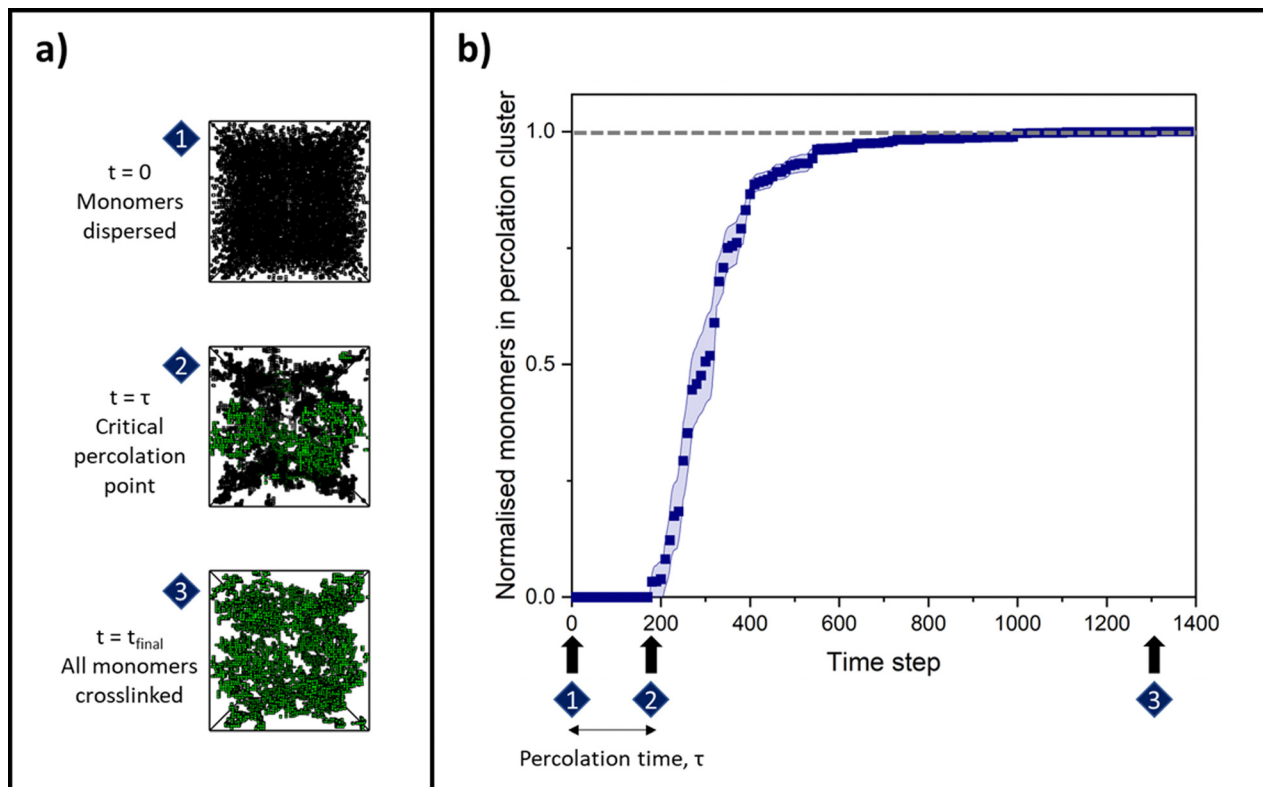 a)
1
t = 0
Monomers
dispersed
2
t = τ
Critical
percolation
point
3
t = t_final
All monomers
crosslinked
b)
Normalised monomers in percolation cluster
1.0
0.5
0.0
0 200 400 600 800 1000 1200 1400
Time step
1 2 3
Percolation time, τ